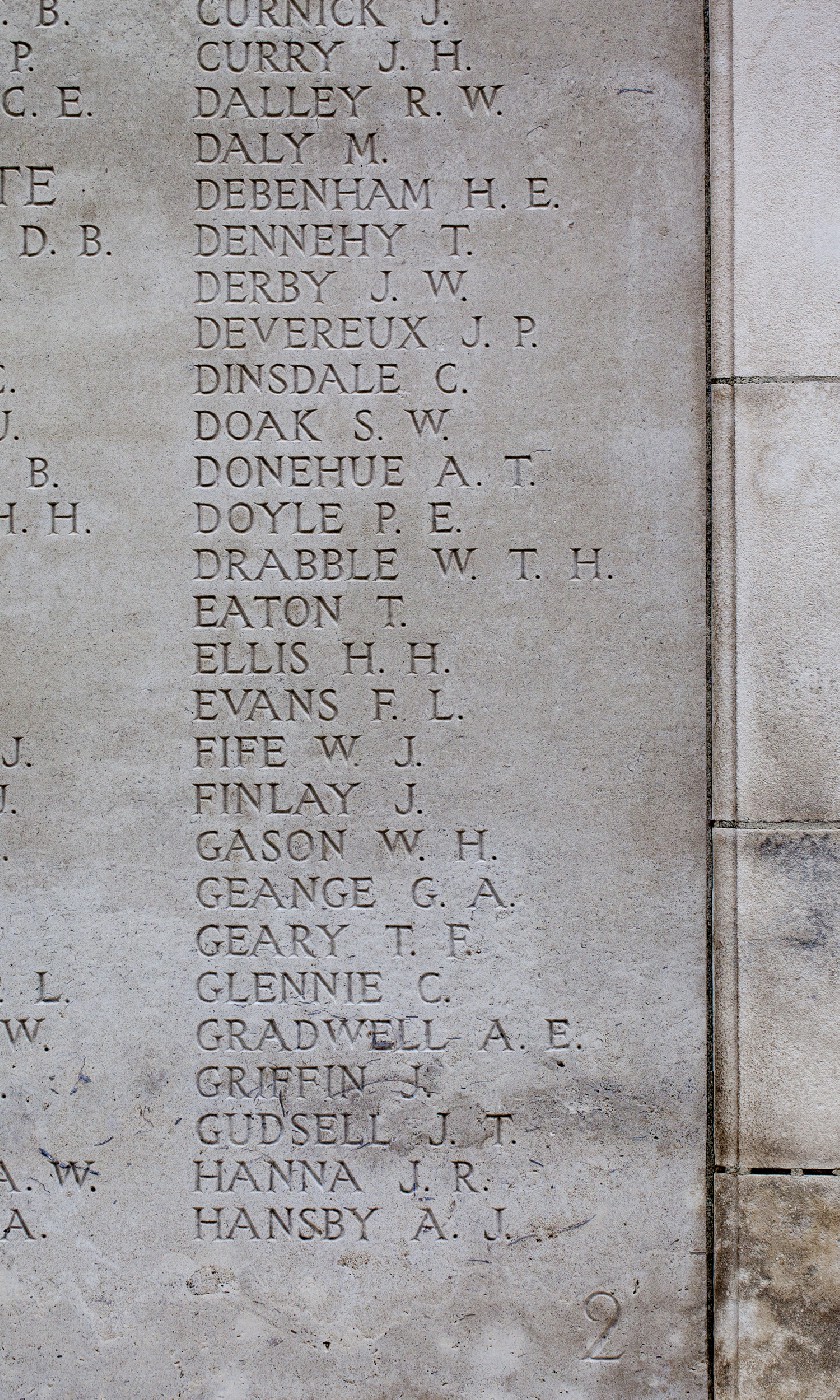 B.
P.
C. E.
TE
D. B.
B.
H. H.
J.
L.
W.
A. W.
A.
CURNICK J.
CURRY J. H.
DALLEY R. W.
DALY M.
DEBENHAM H. E.
DENNEHY T.
DERBY J. W.
DEVEREUX J. P.
DINSDALE C.
DOAK S. W.
DONEHUE A. T.
DOYLE P. E.
DRABBLE W. T. H.
EATON T.
ELLIS H. H.
EVANS F. L.
FIFE W. J.
FINLAY J.
GASON W. H.
GEANGE G. A.
GEARY T. F.
GLENNIE C.
GRADWELL A. E.
GRIFFIN J.
GUDSELL J. T.
HANNA J. R.
HANSBY A. J.
2